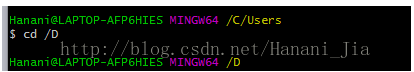 Hanani@LAPTOP-AFP6HIES MINGW64 /C/Users
$ cd /D
http://blog.csdn.net/Hanani_Jia
Hanani@LAPTOP-AFP6HIES MINGW64 /D